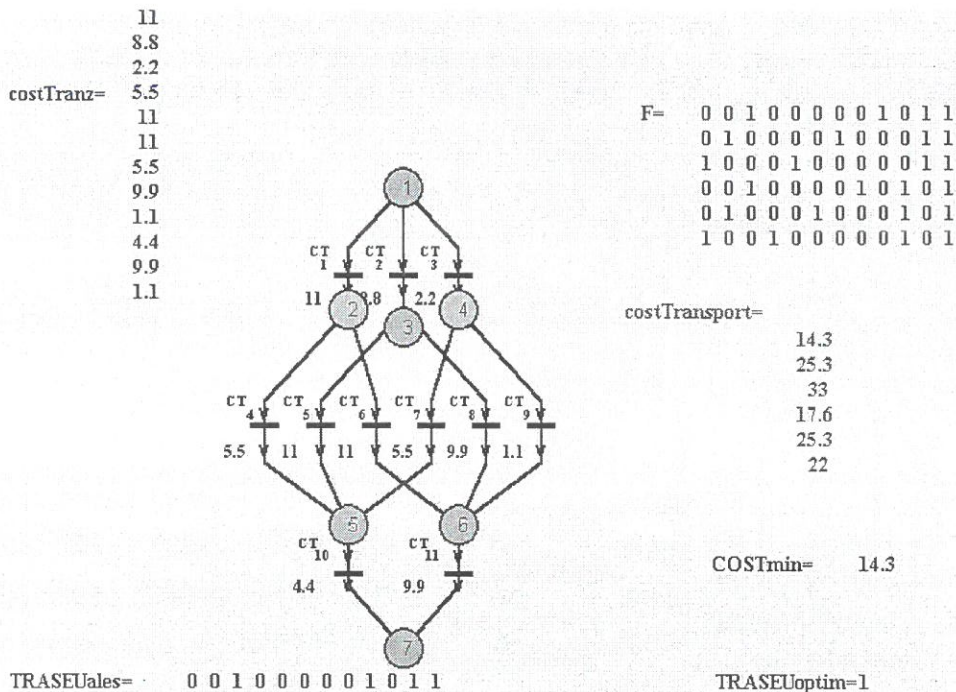 11
8.8
2.2
costTranz= 5.5
11
11
5.5
9.9
1.1
4.4
9.9
1.1
F= 0 0 1 0 0 0 0 0 1 0 1 1
0 1 0 0 0 0 1 0 0 0 1 1
1 0 0 0 1 0 0 0 0 0 1 1
0 0 1 0 0 0 0 1 0 1 0 1
0 1 0 0 0 1 0 0 0 1 0 1
1 0 0 1 0 0 0 0 0 1 0 1
1
CT 1 CT 2 CT 3
11 8.8 2.2
2 3 4
costTransport=
14.3
25.3
33
17.6
25.3
22
CT 4 CT 5 CT 6 CT 7 CT 8 CT 9
5.5 11 11 5.5 9.9 1.1
5 6
CT 10 CT 11
4.4 9.9
COSTmin= 14.3
7
TRASEUales= 0 0 1 0 0 0 0 0 1 0 1 1
TRASEUoptim=1